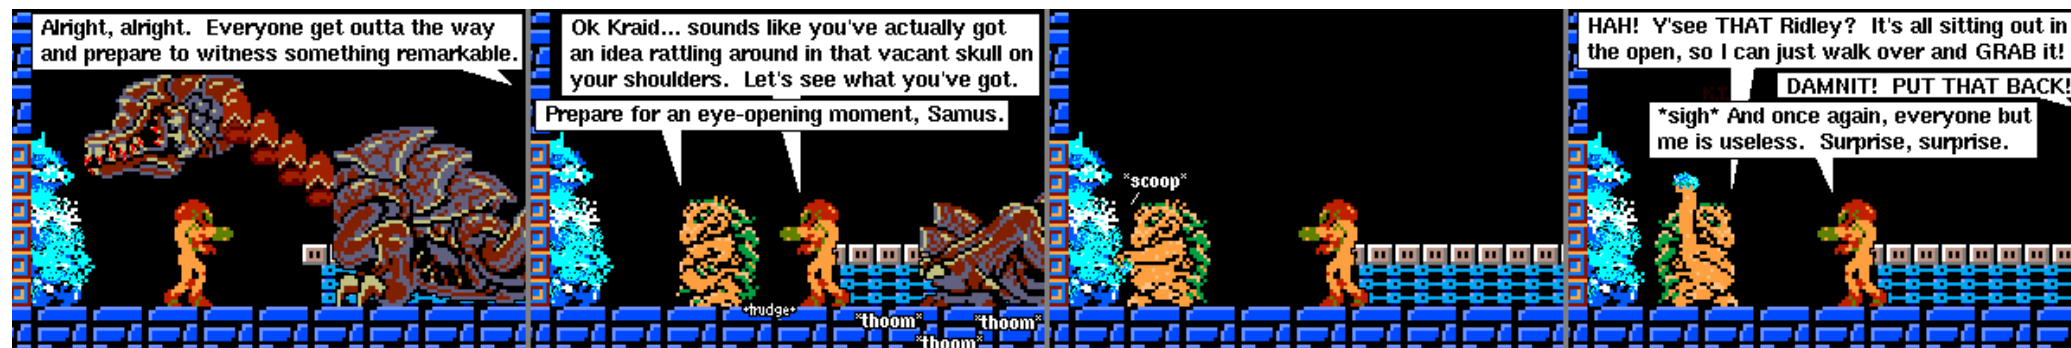 Alright, alright. Everyone get outta the way
and prepare to witness something remarkable.
Ok Kraid... sounds like you've actually got
an idea rattling around in that vacant skull on
your shoulders. Let's see what you've got.
Prepare for an eye-opening moment, Samus.
*trudge*
*thoom*
*thoom*
*thoom*
*scoop*
HAH! Y'see THAT Ridley? It's all sitting out in
the open, so I can just walk over and GRAB it!
DAMNIT! PUT THAT BACK!
*sigh* And once again, everyone but
me is useless. Surprise, surprise.